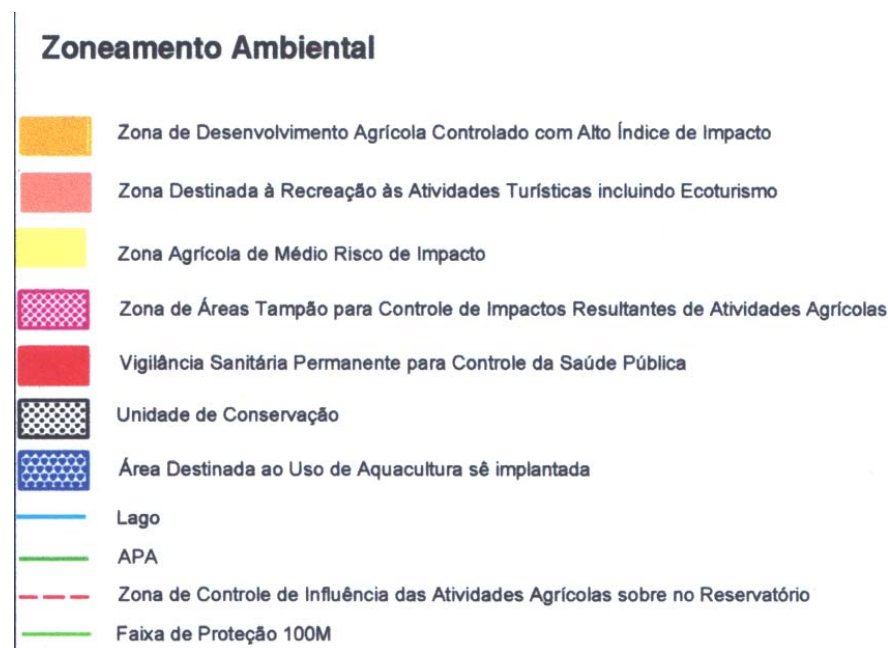 Zoneamento Ambiental
Zona de Desenvolvimento Agrícola Controlado com Alto Índice de Impacto
Zona Destinada à Recreação às Atividades Turísticas incluindo Ecoturismo
Zona Agrícola de Médio Risco de Impacto
Zona de Áreas Tampão para Controle de Impactos Resultantes de Atividades Agrícolas
Vigilância Sanitária Permanente para Controle da Saúde Pública
Unidade de Conservação
Área Destinada ao Uso de Aquacultura sê implantada
Lago
APA
Zona de Controle de Influência das Atividades Agrícolas sobre no Reservatório
Faixa de Proteção 100M